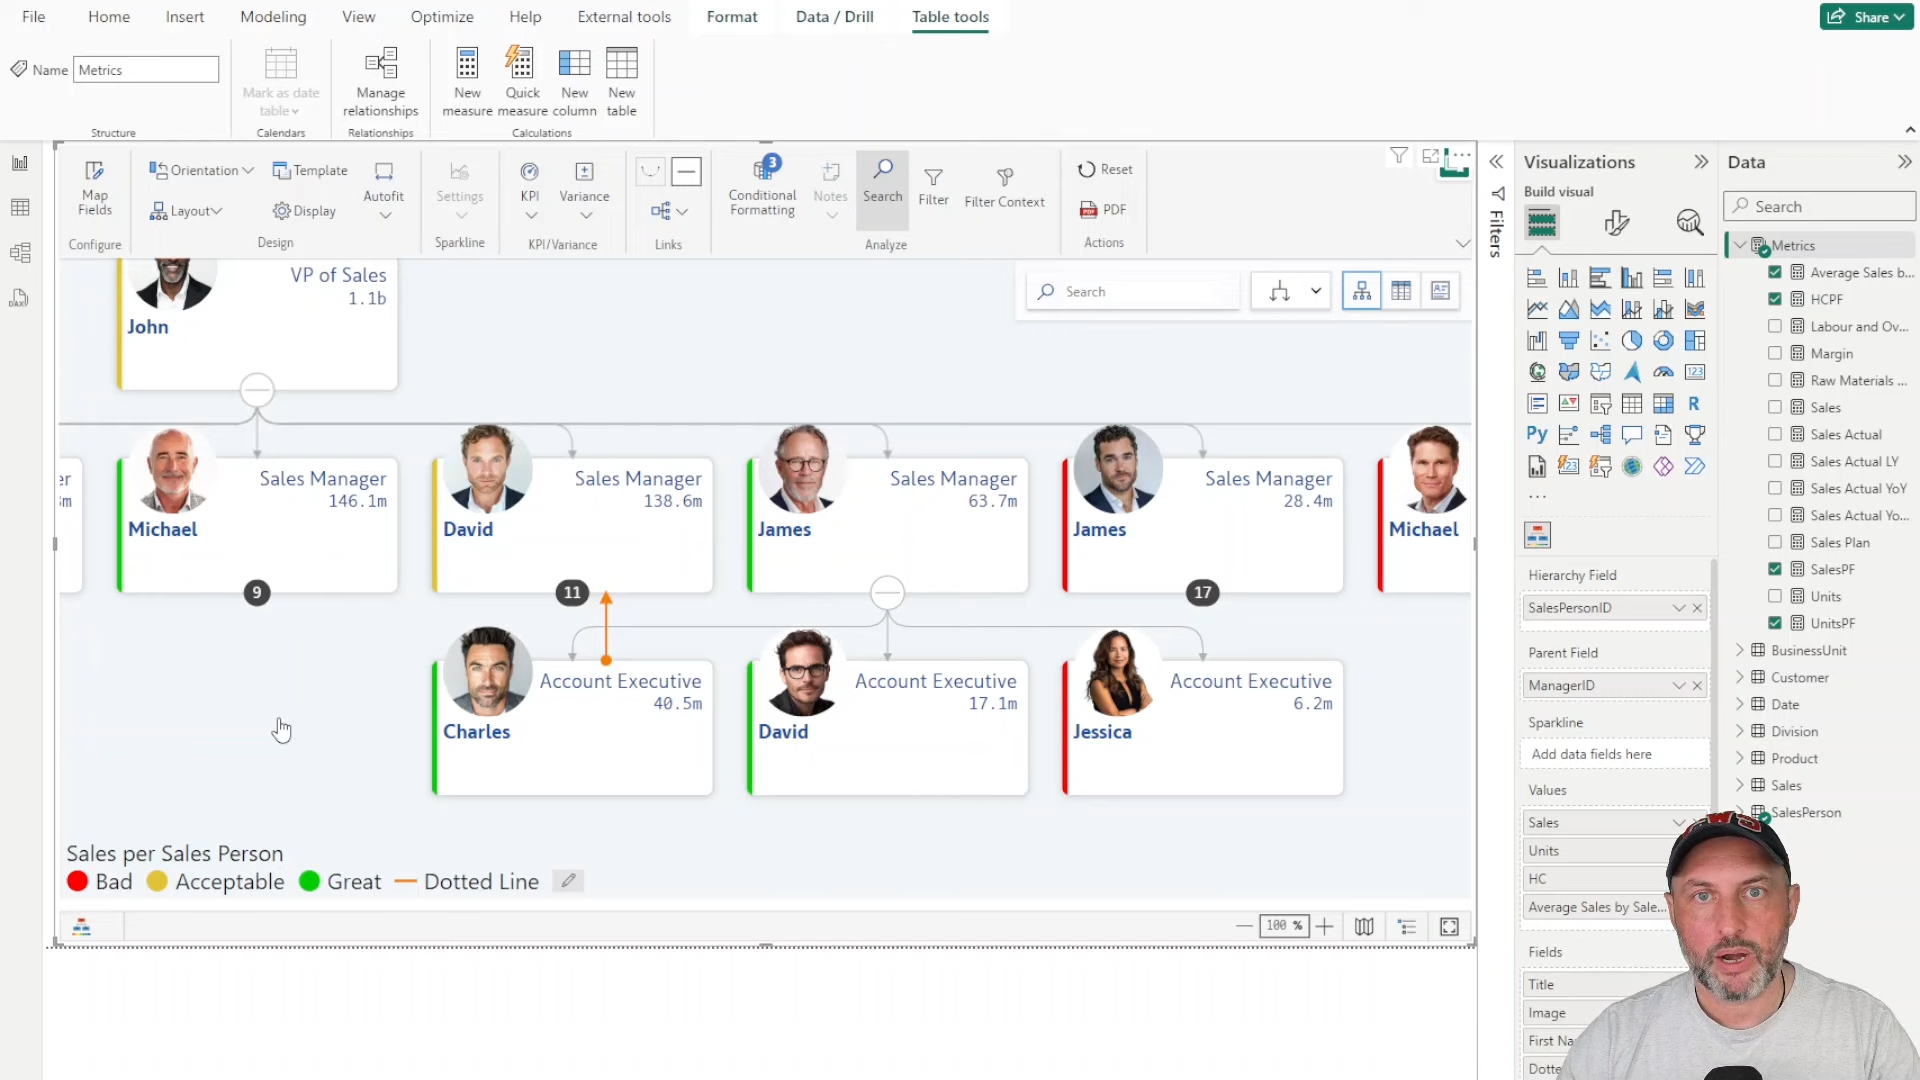 File Home Insert Modeling View Optimize Help External tools Format Data / Drill Table tools
Share
Name Metrics
Mark as date
table
Manage
relationships
New
measure
Quick
measure
New
column
New
table
Structure Calendars Relationships Calculations
Map
Fields
Orientation
Layout
Template
Display
Autofit
Settings
KPI
Variance
3
Conditional
Formatting
Notes
Search
Filter
Filter Context
Reset
PDF
Configure Design Sparkline KPI/Variance Links Analyze Actions
Search
VP of Sales
1.1b
John
er
m
Sales Manager
146.1m
Michael
9
Sales Manager
138.6m
David
11
Sales Manager
63.7m
James
Sales Manager
28.4m
James
17
Michael
Account Executive
40.5m
Charles
Account Executive
17.1m
David
Account Executive
6.2m
Jessica
Sales per Sales Person
Bad Acceptable Great Dotted Line
100 %
Filters
Visualizations
Build visual
123
R
Py
Hierarchy Field
SalesPersonID
Parent Field
ManagerID
Sparkline
Add data fields here
Values
Sales
Units
HC
Average Sales by Sale...
Fields
Title
Image
First Na
Dotte
Data
Search
Metrics
Average Sales b...
HCPF
Labour and Ov...
Margin
Raw Materials ...
Sales
Sales Actual
Sales Actual LY
Sales Actual YoY
Sales Actual Yo...
Sales Plan
SalesPF
Units
UnitsPF
BusinessUnit
Customer
Date
Division
Product
Sales
SalesPerson